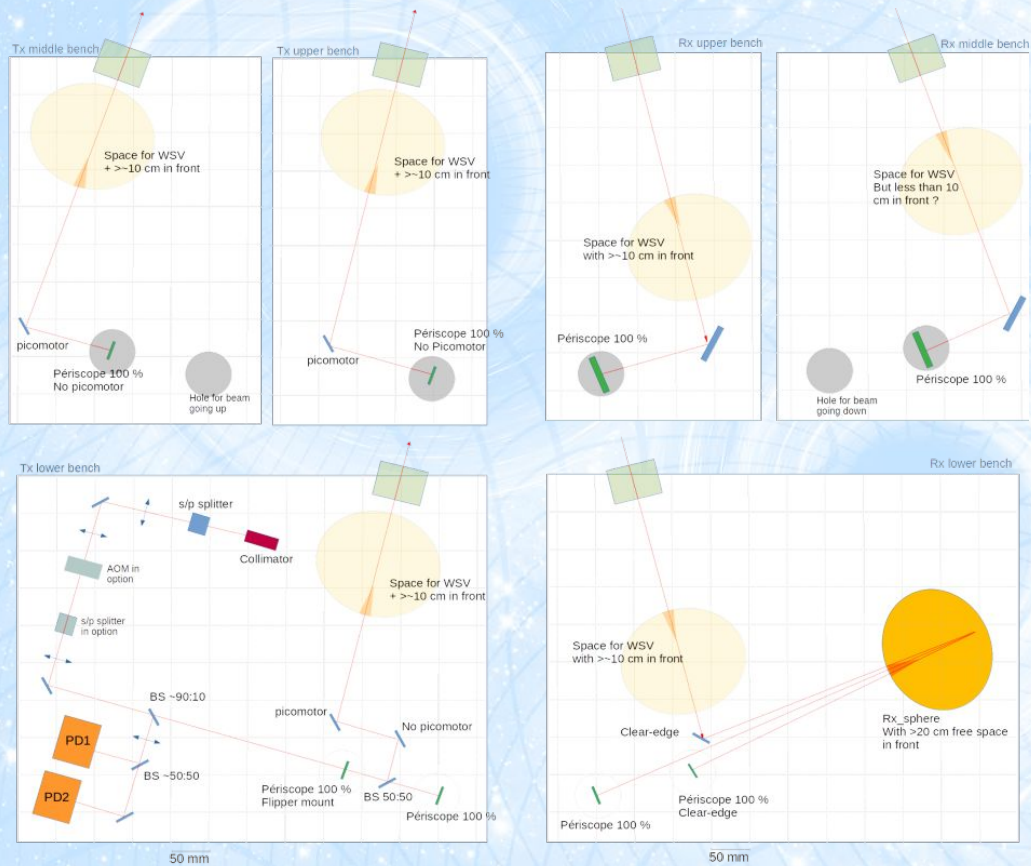 Tx middle bench
Space for WSV
+ >~10 cm in front
picomotor
Périscope 100 %
No picomotor
Hole for beam
going up
Tx upper bench
Space for WSV
+ >~10 cm in front
Périscope 100 %
No Picomotor
picomotor
Rx upper bench
Space for WSV
with >~10 cm in front
Périscope 100 %
Rx middle bench
Space for WSV
But less than 10
cm in front ?
Périscope 100 %
Hole for beam
going down
Tx lower bench
s/p splitter
Collimator
AOM in
option
s/p splitter
in option
Space for WSV
+ >~10 cm in front
BS ~90:10
picomotor
No picomotor
PD1
BS ~50:50
PD2
Périscope 100 %
Flipper mount
BS 50:50
Périscope 100 %
50 mm
Rx lower bench
Space for WSV
with >~10 cm in front
Clear-edge
Rx_sphere
With >20 cm free space
in front
Périscope 100 %
Clear-edge
Périscope 100 %
50 mm